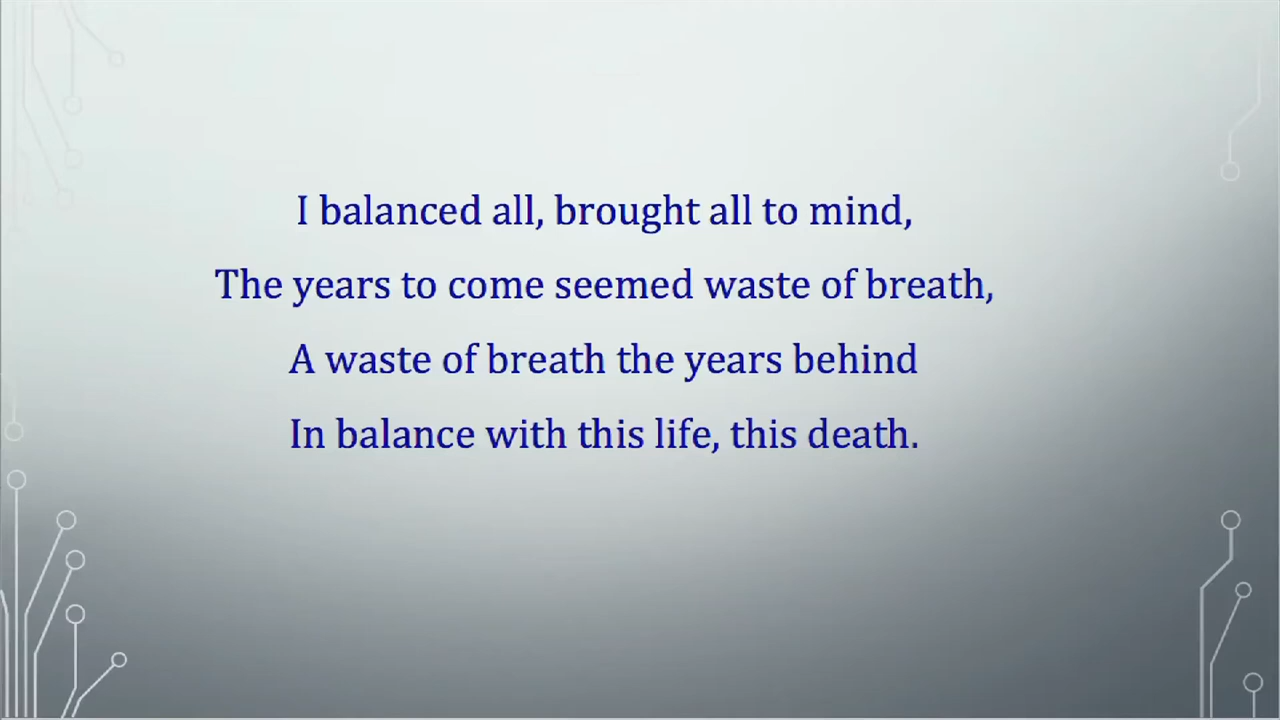 I balanced all, brought all to mind,
The years to come seemed waste of breath,
A waste of breath the years behind
In balance with this life, this death.